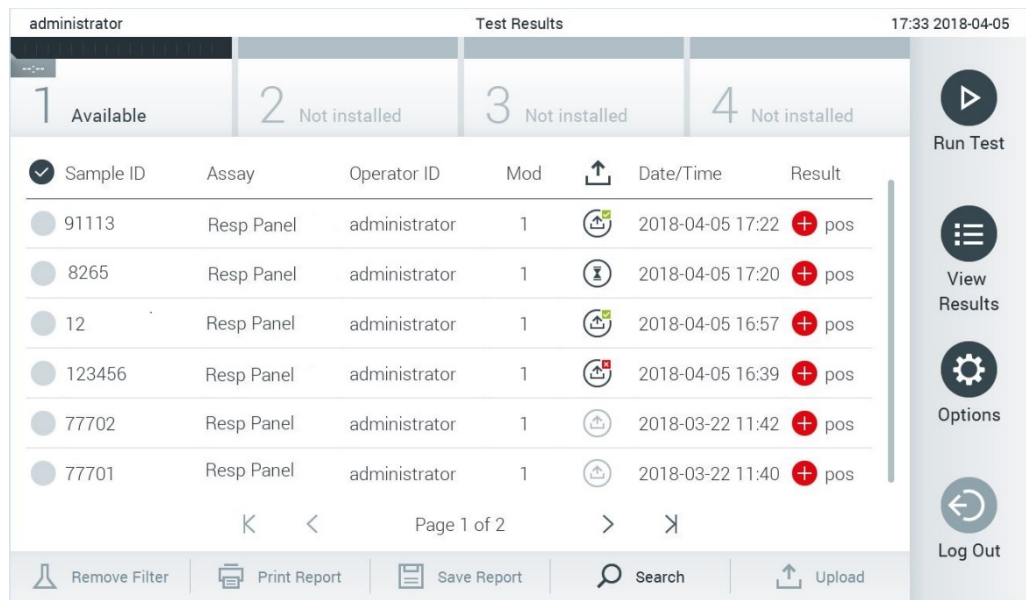 administrator Test Results 17:33 2018-04-05
--:--
1 Available 2 Not installed 3 Not installed 4 Not installed
Run Test
Sample ID Assay Operator ID Mod Date/Time Result
91113 Resp Panel administrator 1 2018-04-05 17:22 pos
8265 Resp Panel administrator 1 2018-04-05 17:20 pos
View
Results
12 Resp Panel administrator 1 2018-04-05 16:57 pos
123456 Resp Panel administrator 1 2018-04-05 16:39 pos
77702 Resp Panel administrator 1 2018-03-22 11:42 pos
Options
77701 Resp Panel administrator 1 2018-03-22 11:40 pos
Page 1 of 2
Log Out
Remove Filter Print Report Save Report Search Upload